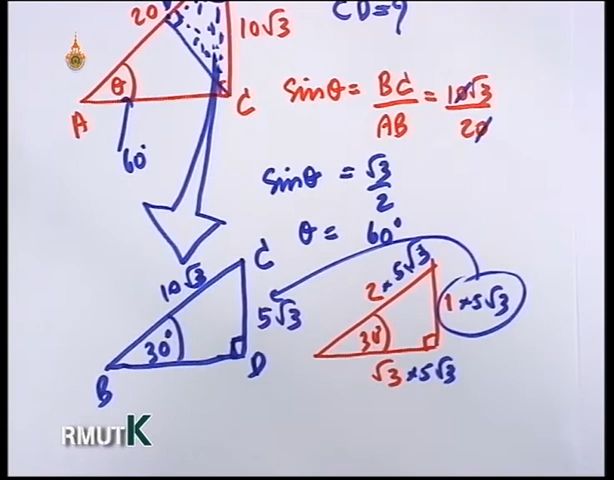 CD = ?
20
10√3
θ
A
C
60°
sinθ = BC/AB = 10√3/20
sinθ = √3/2
θ = 60°
10√3
C
5√3
30°
B
D
2×5√3
1×5√3
30°
√3×5√3
RMUTK